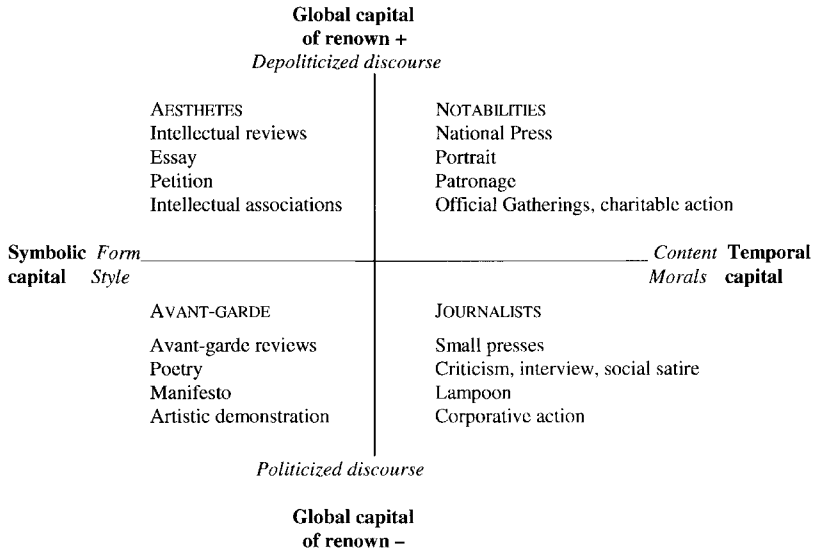 Global capital
of renown +
Depoliticized discourse
AESTHETES
Intellectual reviews
Essay
Petition
Intellectual associations
NOTABILITIES
National Press
Portrait
Patronage
Official Gatherings, charitable action
Symbolic Form
capital Style
Content Temporal
Morals capital
AVANT-GARDE
Avant-garde reviews
Poetry
Manifesto
Artistic demonstration
JOURNALISTS
Small presses
Criticism, interview, social satire
Lampoon
Corporative action
Politicized discourse
Global capital
of renown –